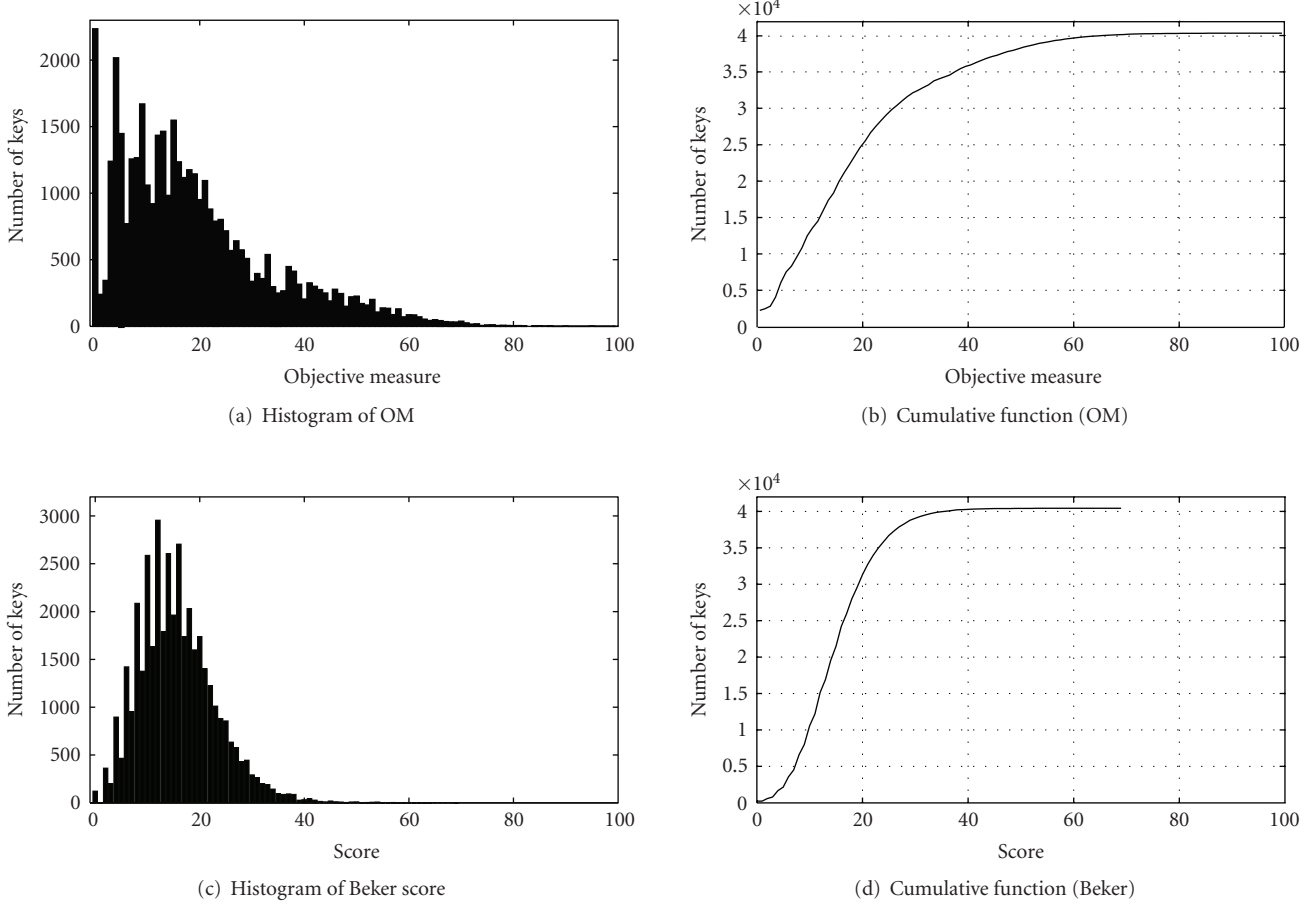 2000
1500
1000
500
0
Number of keys
0 20 40 60 80 100
Objective measure
(a) Histogram of OM
×10⁴
4
3.5
3
2.5
2
1.5
1
0.5
0
Number of keys
0 20 40 60 80 100
Objective measure
(b) Cumulative function (OM)
3000
2500
2000
1500
1000
500
0
Number of keys
0 20 40 60 80 100
Score
(c) Histogram of Beker score
×10⁴
4
3.5
3
2.5
2
1.5
1
0.5
0
Number of keys
0 20 40 60 80 100
Score
(d) Cumulative function (Beker)